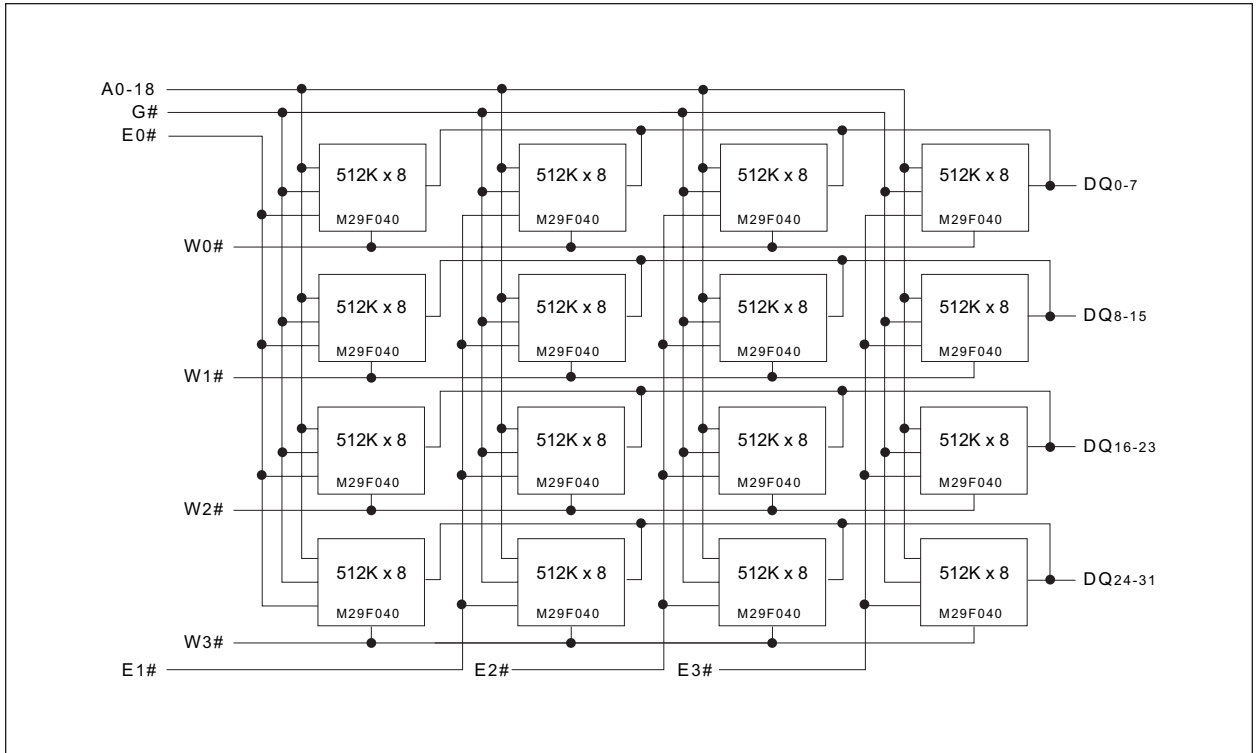 A0-18
G#
E0#
512K x 8 512K x 8 512K x 8 512K x 8
DQ0-7
M29F040 M29F040 M29F040 M29F040
W0#
512K x 8 512K x 8 512K x 8 512K x 8
DQ8-15
M29F040 M29F040 M29F040 M29F040
W1#
512K x 8 512K x 8 512K x 8 512K x 8
DQ16-23
M29F040 M29F040 M29F040 M29F040
W2#
512K x 8 512K x 8 512K x 8 512K x 8
DQ24-31
M29F040 M29F040 M29F040 M29F040
W3#
E1# E2# E3#